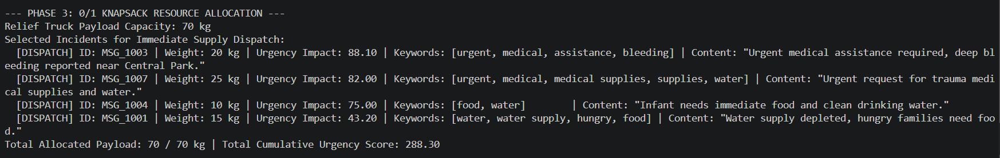 --- PHASE 3: 0/1 KNAPSACK RESOURCE ALLOCATION ---
Relief Truck Payload Capacity: 70 kg
Selected Incidents for Immediate Supply Dispatch:
  [DISPATCH] ID: MSG_1003 | Weight: 20 kg | Urgency Impact: 88.10 | Keywords: [urgent, medical, assistance, bleeding] | Content: "Urgent medical assistance required, deep bl
eeding reported near Central Park."
  [DISPATCH] ID: MSG_1007 | Weight: 25 kg | Urgency Impact: 82.00 | Keywords: [urgent, medical, medical supplies, supplies, water] | Content: "Urgent request for trauma medi
cal supplies and water."
  [DISPATCH] ID: MSG_1004 | Weight: 10 kg | Urgency Impact: 75.00 | Keywords: [food, water]        | Content: "Infant needs immediate food and clean drinking water."
  [DISPATCH] ID: MSG_1001 | Weight: 15 kg | Urgency Impact: 43.20 | Keywords: [water, water supply, hungry, food] | Content: "Water supply depleted, hungry families need foo
d."
Total Allocated Payload: 70 / 70 kg | Total Cumulative Urgency Score: 288.30